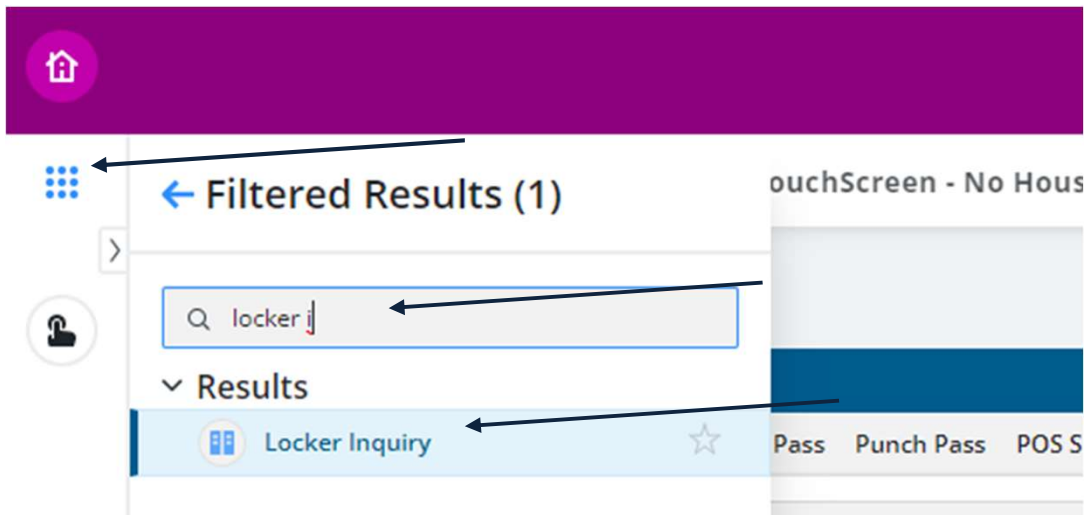 Filtered Results (1)
ouchScreen - No Hous
locker i
Results
Locker Inquiry
Pass Punch Pass POS S